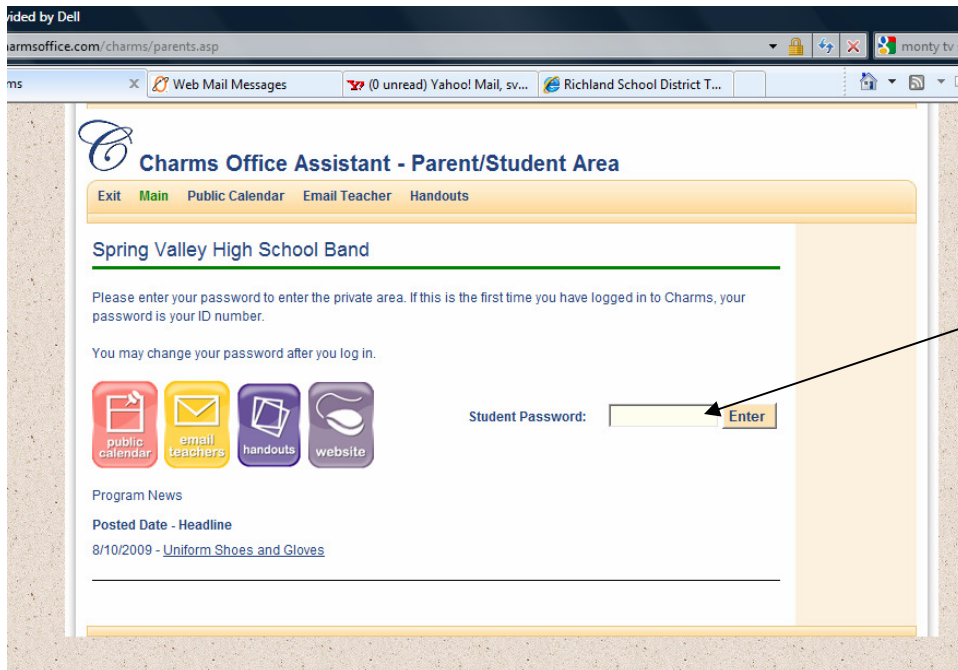 vided by Dell
harmsoffice.com/charms/parents.asp
monty tv
ms
Web Mail Messages
(0 unread) Yahoo! Mail, sv...
Richland School District T...
C
Charms Office Assistant - Parent/Student Area
Exit Main Public Calendar Email Teacher Handouts
Spring Valley High School Band
Please enter your password to enter the private area. If this is the first time you have logged in to Charms, your
password is your ID number.
You may change your password after you log in.
public
calendar
email
teachers
handouts
website
Student Password:
Enter
Program News
Posted Date - Headline
8/10/2009 - Uniform Shoes and Gloves